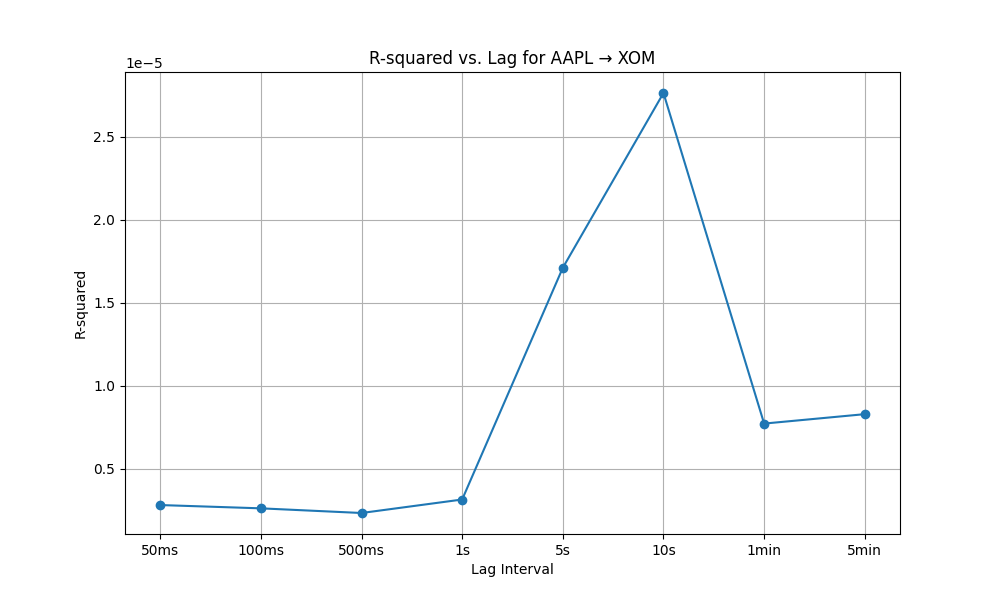 R-squared vs. Lag for AAPL → XOM
1e−5
2.5
2.0
1.5
1.0
0.5
R-squared
50ms 100ms 500ms 1s 5s 10s 1min 5min
Lag Interval